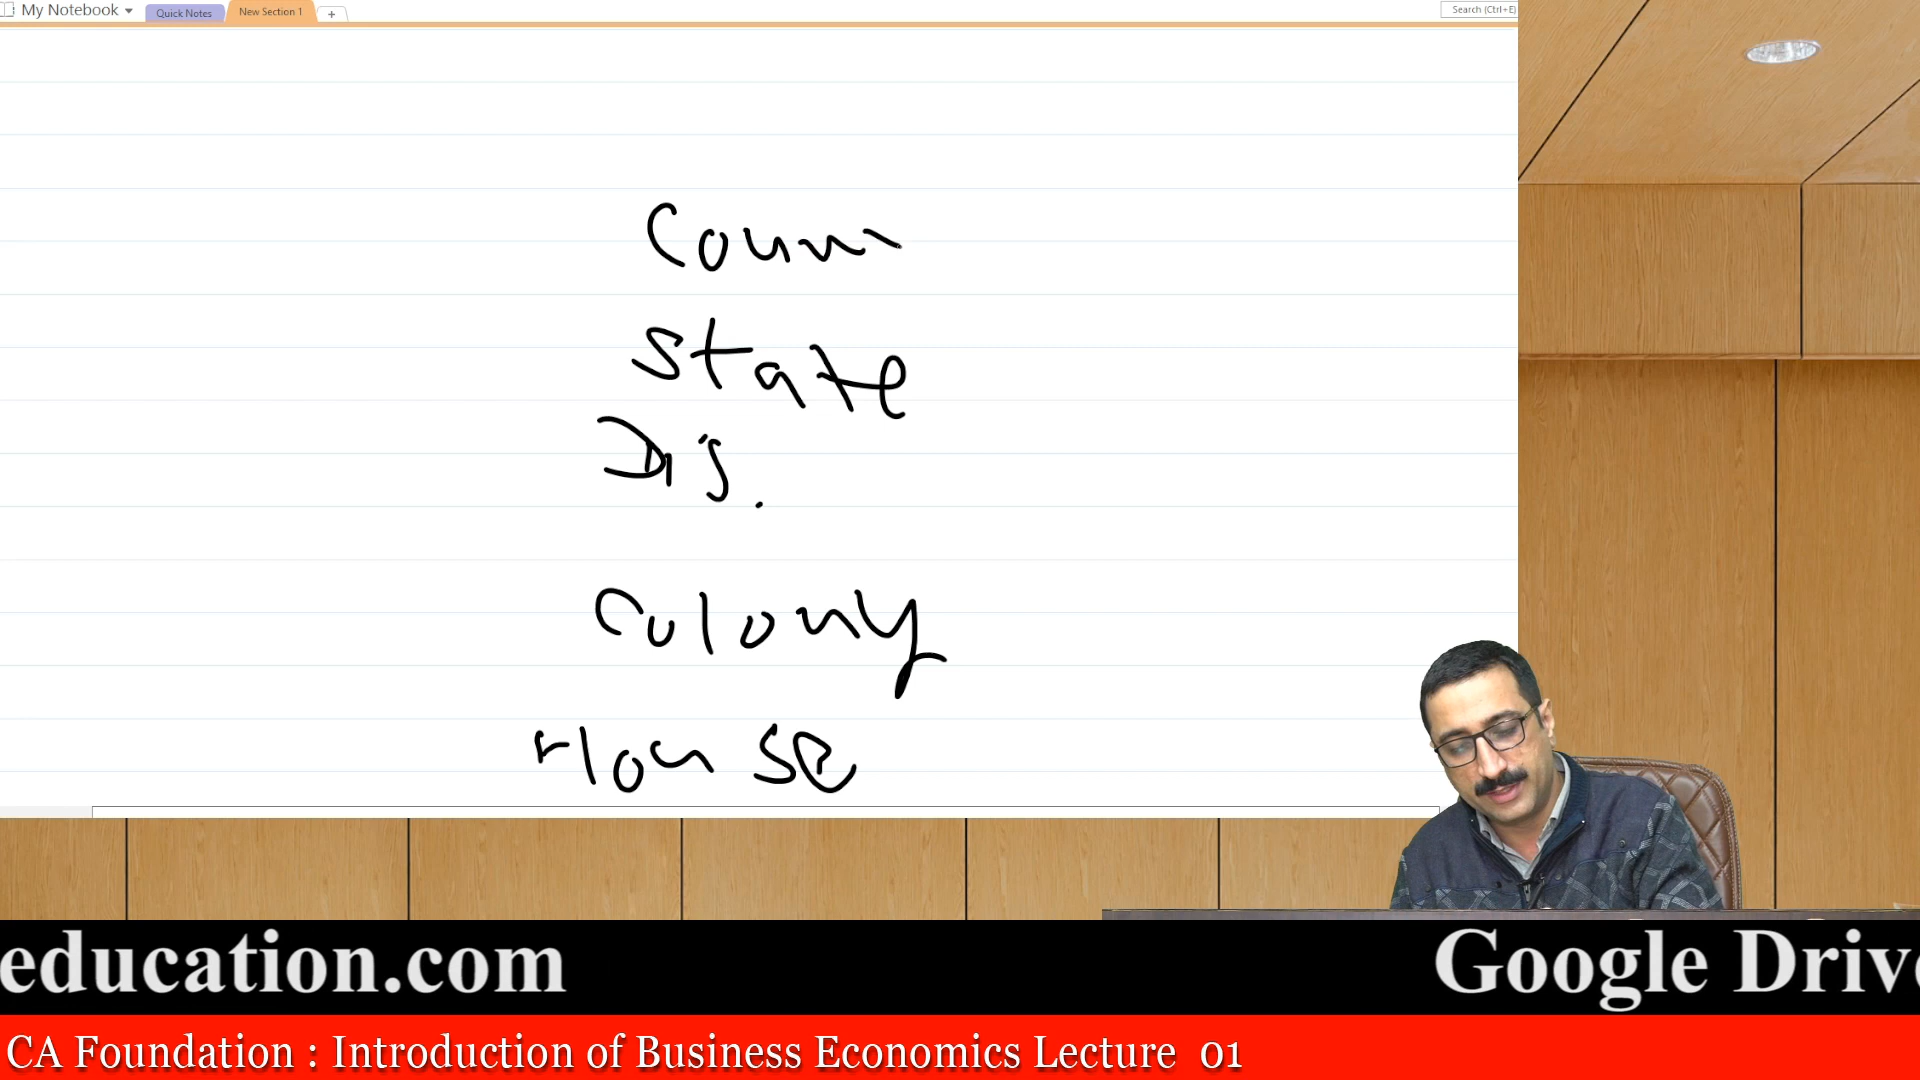 My Notebook
Quick Notes
New Section 1
+
Search (Ctrl+E)
Coun
State
Dis.
Colony
House
education.com
Google Drive
CA Foundation : Introduction of Business Economics Lecture 01